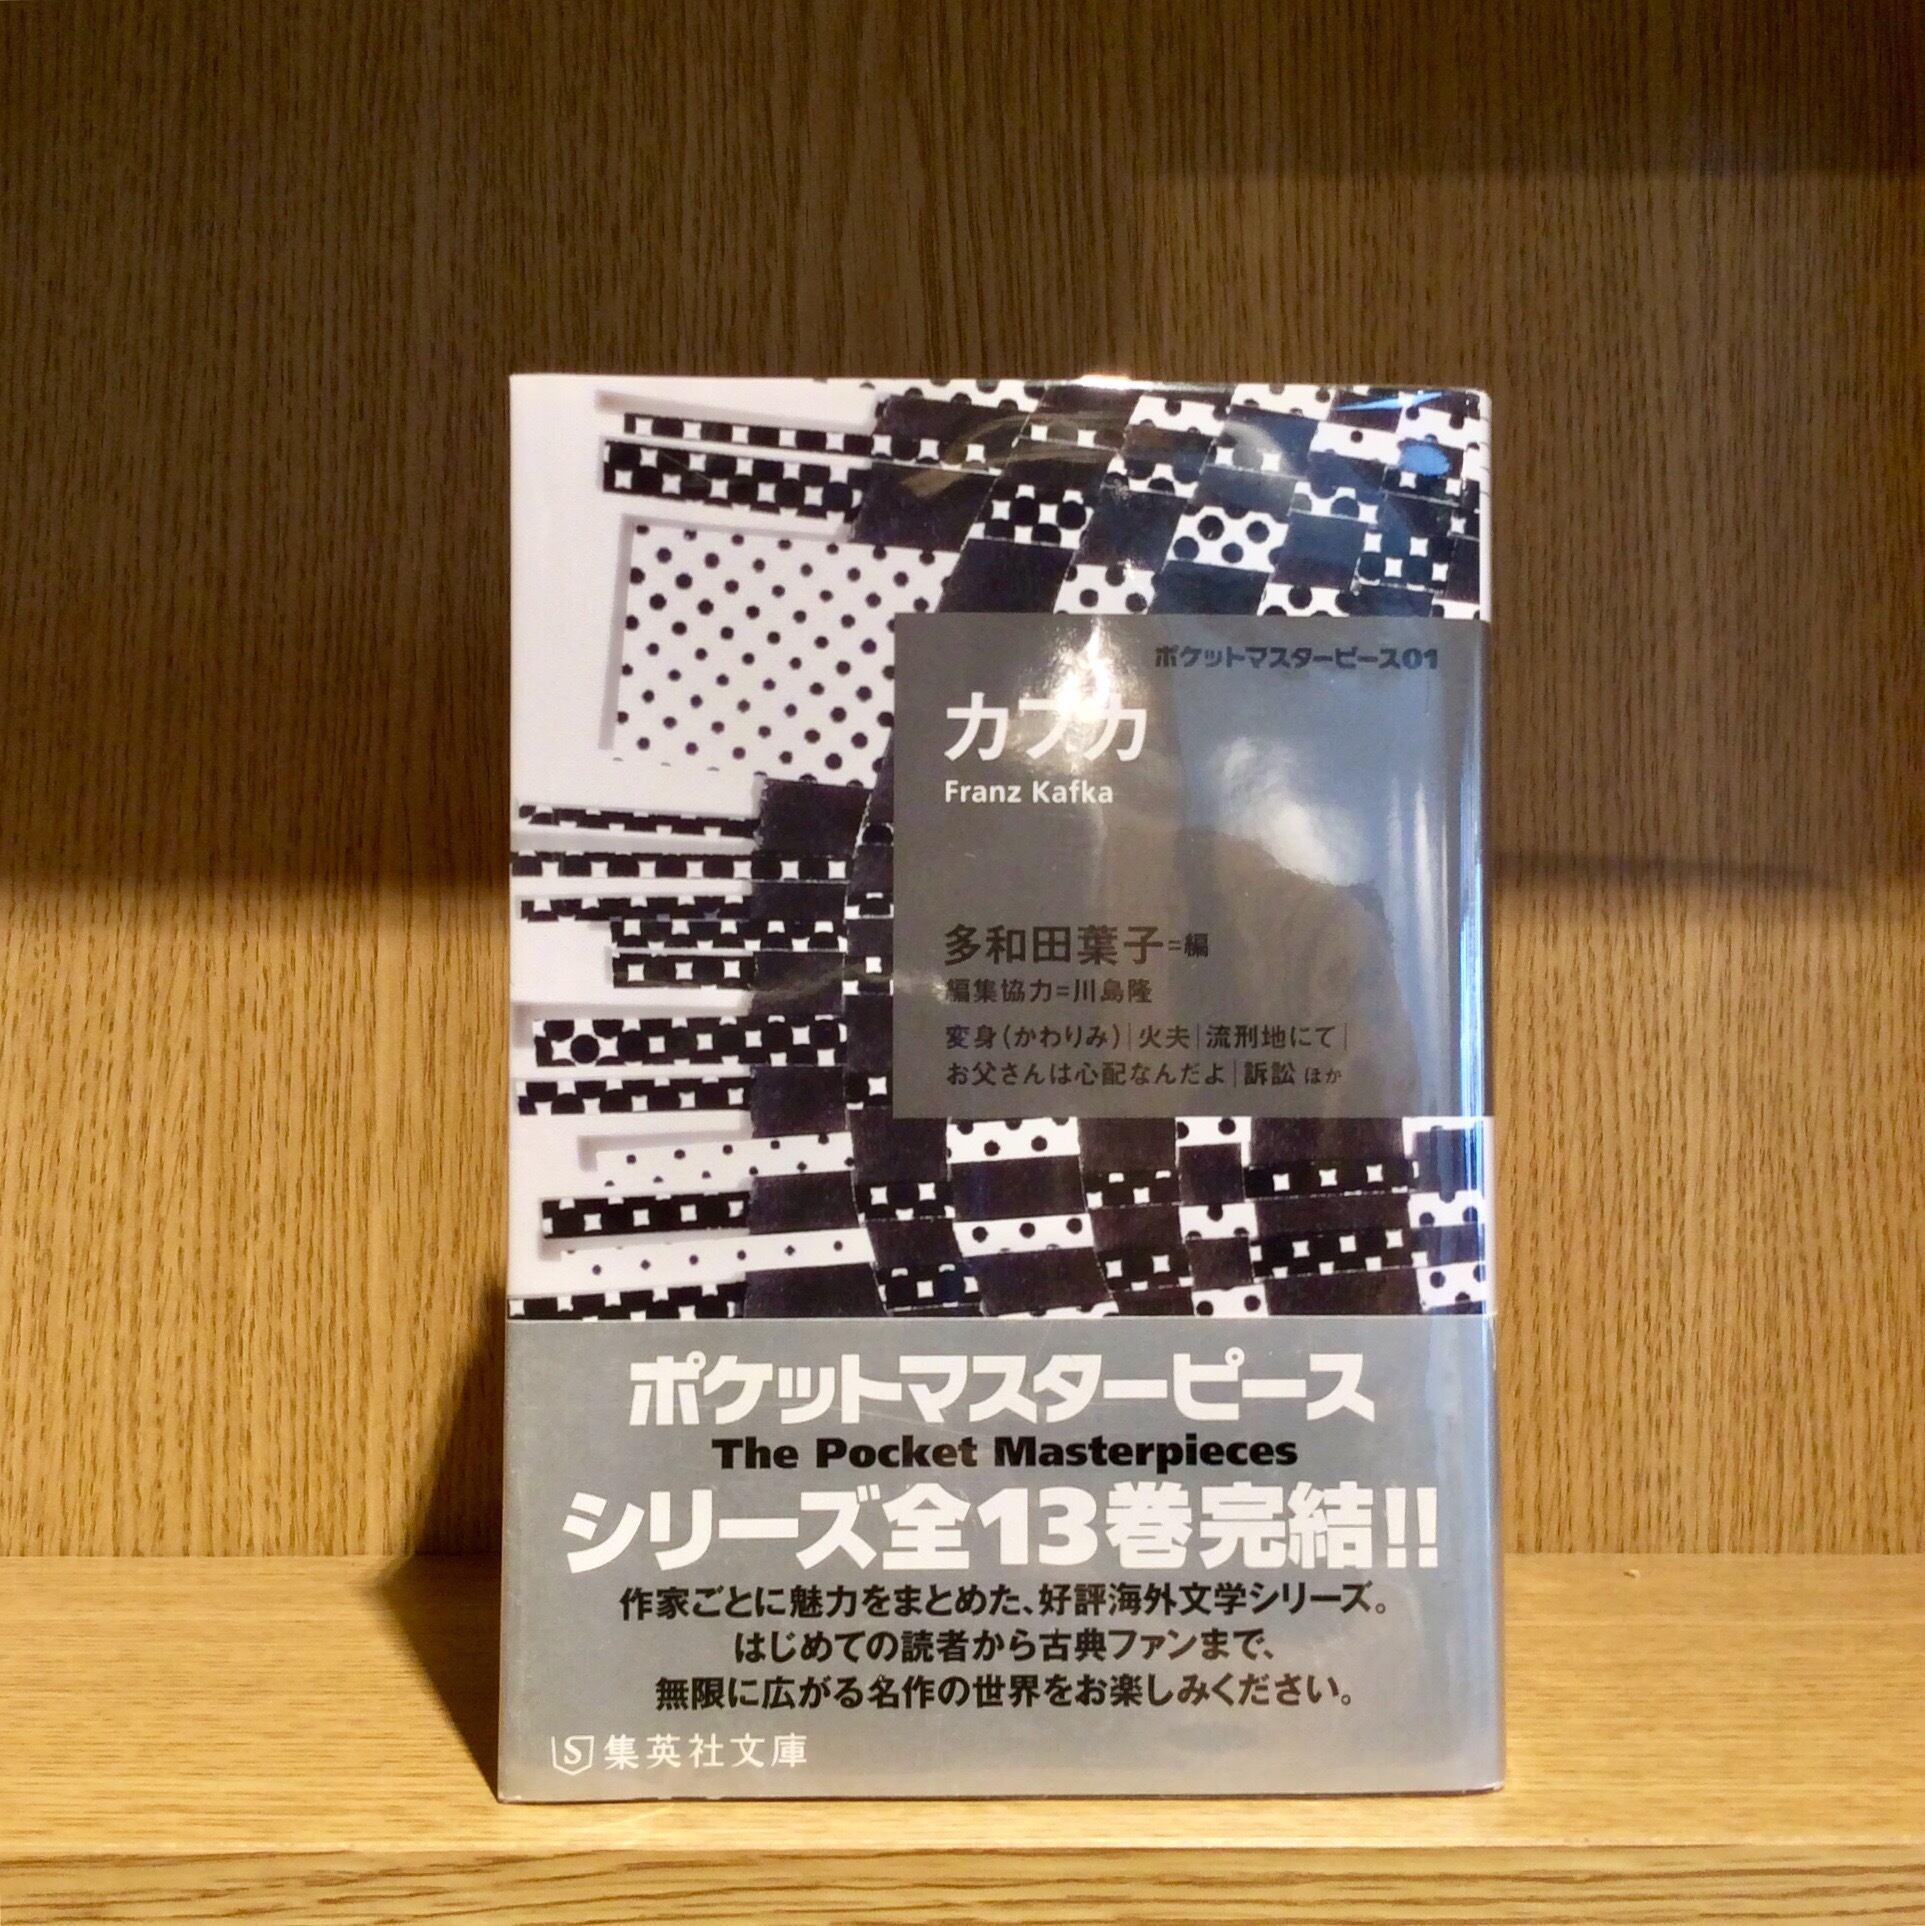 ポケットマスターピース01
カフカ
Franz Kafka
多和田葉子=編
編集協力=川島隆
変身(かわりみ)|火夫|流刑地にて|
お父さんは心配なんだよ|訴訟 ほか
ポケットマスターピース
The Pocket Masterpieces
シリーズ全13巻完結!!
作家ごとに魅力をまとめた、好評海外文学シリーズ。
はじめての読者から古典ファンまで、
無限に広がる名作の世界をお楽しみください。
S 集英社文庫